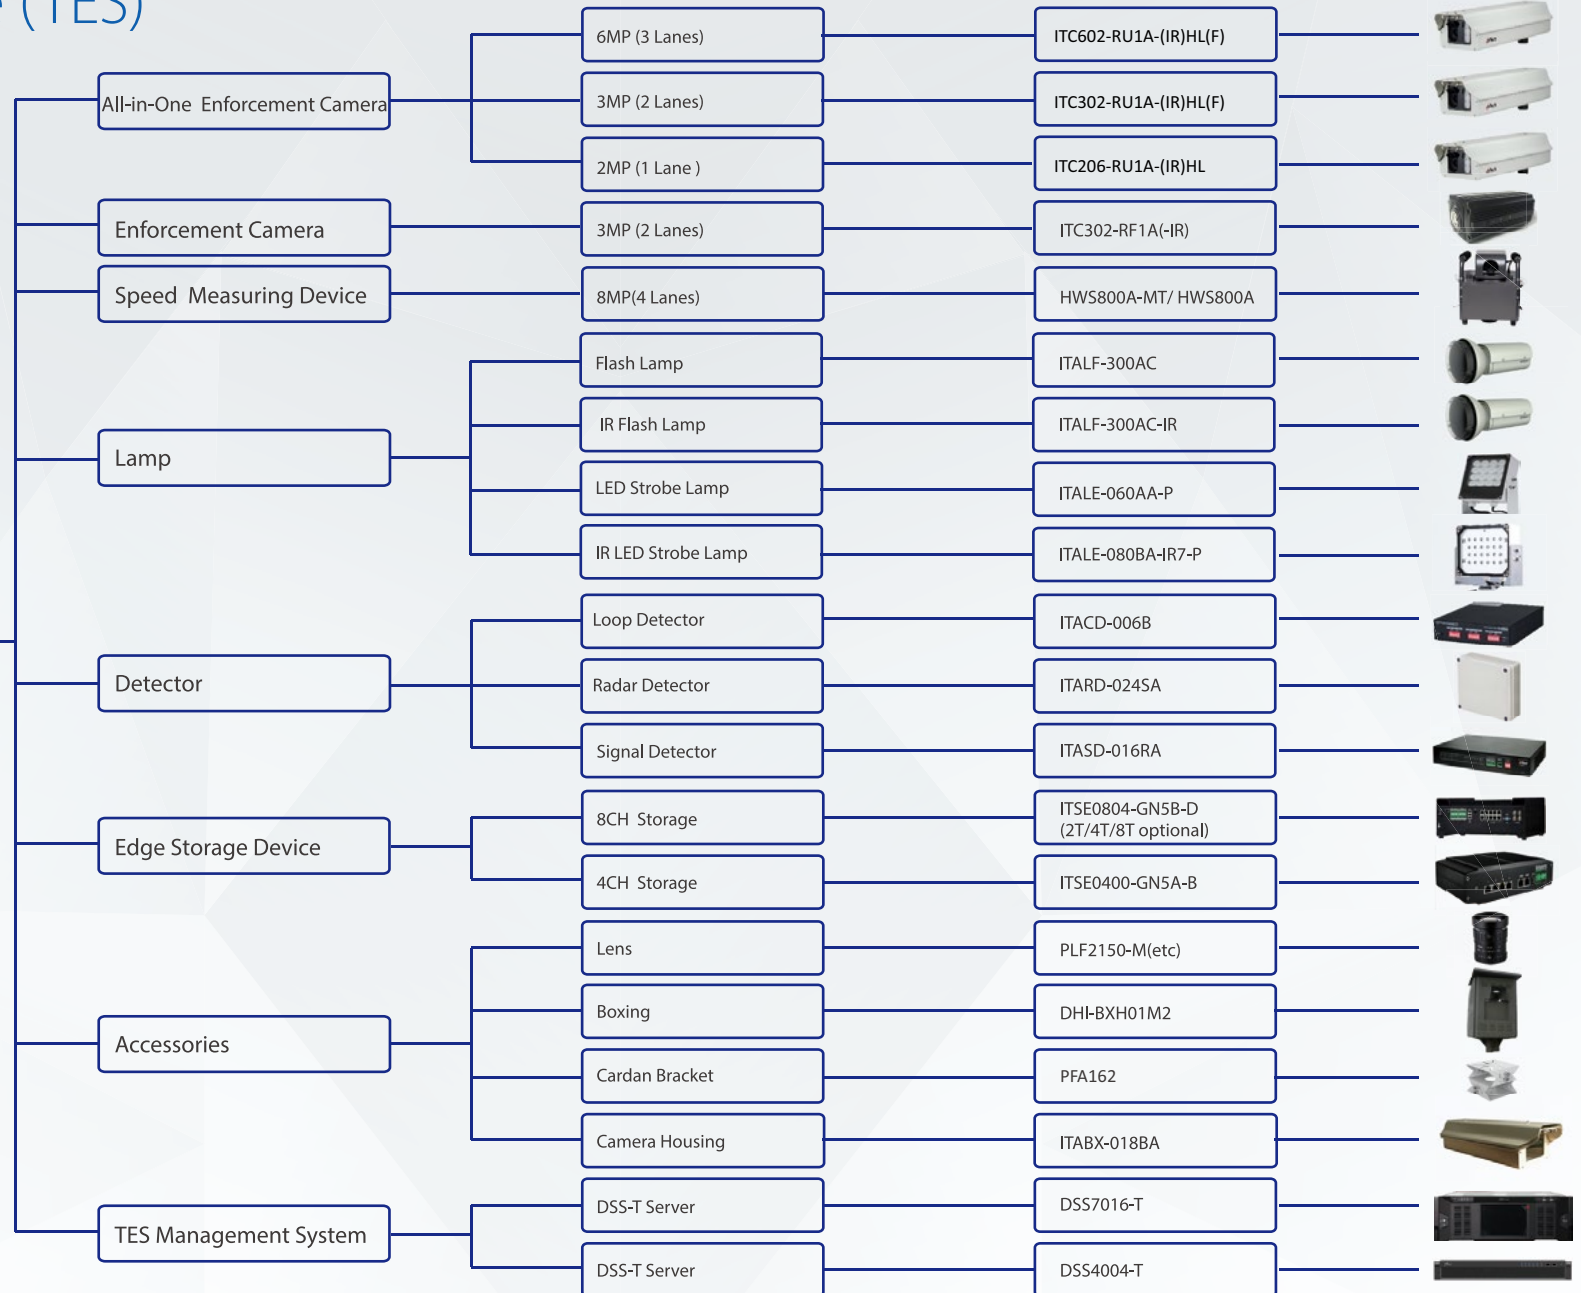 (TES)
6MP (3 Lanes)
ITC602-RU1A-(IR)HL(F)
All-in-One Enforcement Camera
3MP (2 Lanes)
ITC302-RU1A-(IR)HL(F)
2MP (1 Lane )
ITC206-RU1A-(IR)HL
Enforcement Camera
3MP (2 Lanes)
ITC302-RF1A(-IR)
Speed Measuring Device
8MP(4 Lanes)
HWS800A-MT/ HWS800A
Lamp
Flash Lamp
ITALF-300AC
IR Flash Lamp
ITALF-300AC-IR
LED Strobe Lamp
ITALE-060AA-P
IR LED Strobe Lamp
ITALE-080BA-IR7-P
Detector
Loop Detector
ITACD-006B
Radar Detector
ITARD-024SA
Signal Detector
ITASD-016RA
Edge Storage Device
8CH Storage
ITSE0804-GN5B-D
(2T/4T/8T optional)
4CH Storage
ITSE0400-GN5A-B
Accessories
Lens
PLF2150-M(etc)
Boxing
DHI-BXH01M2
Cardan Bracket
PFA162
Camera Housing
ITABX-018BA
TES Management System
DSS-T Server
DSS7016-T
DSS-T Server
DSS4004-T